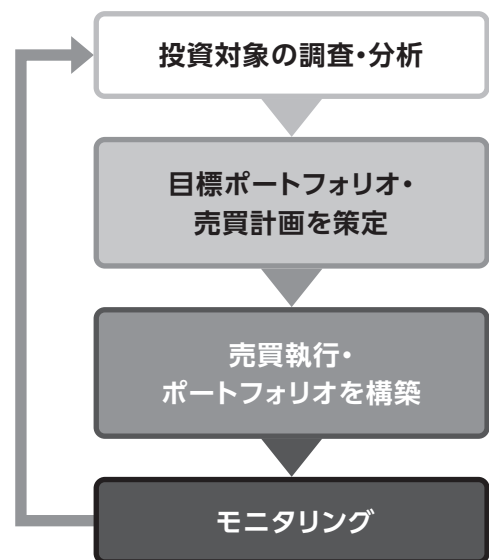 投資対象の調査・分析
目標ポートフォリオ・
売買計画を策定
売買執行・
ポートフォリオを構築
モニタリング